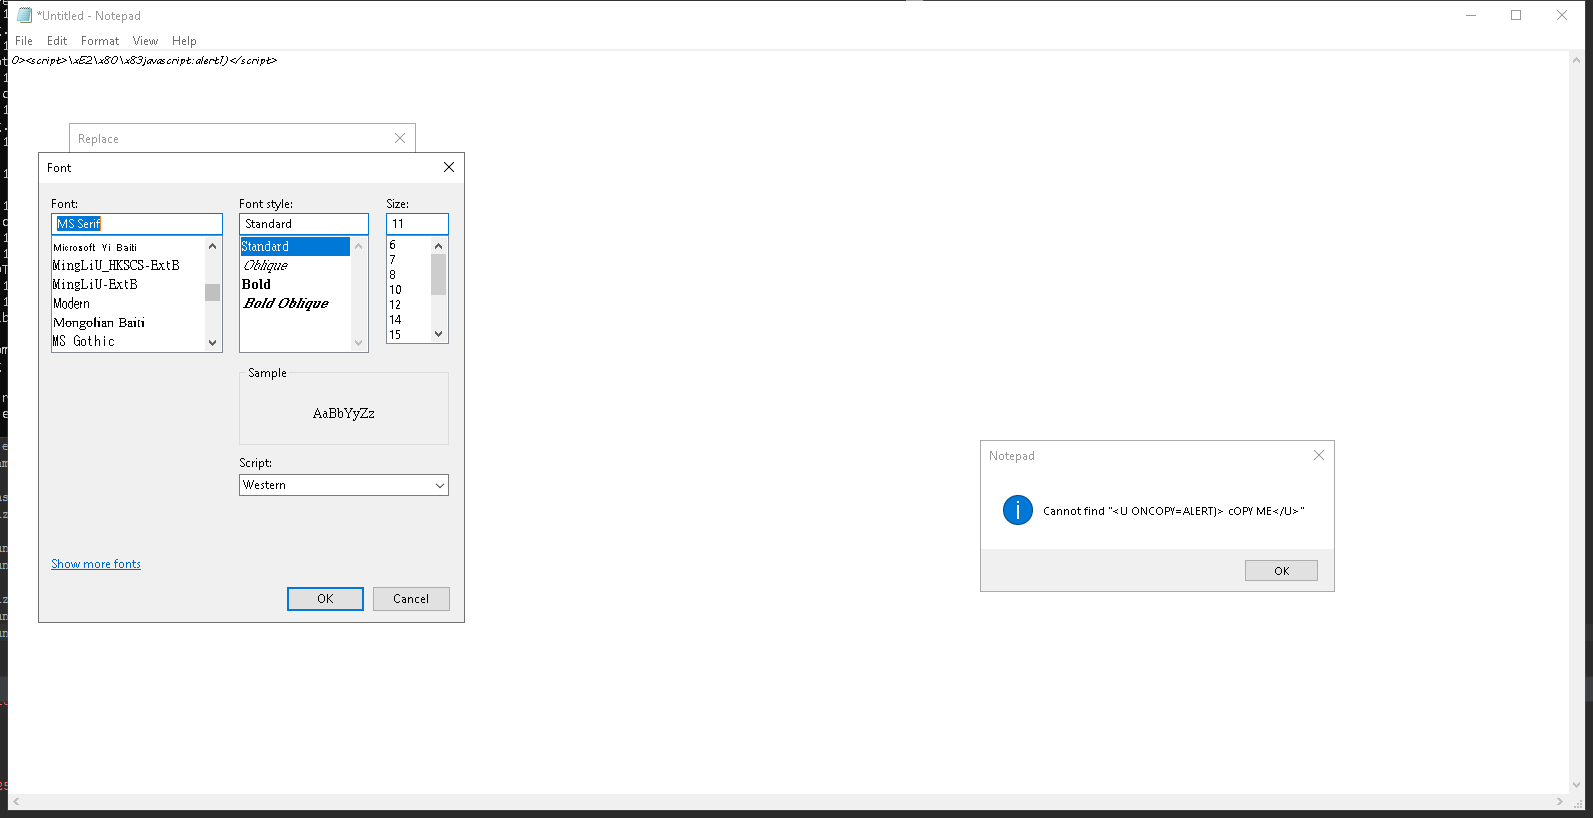 *Untitled - Notepad
File Edit Format View Help
0><script>\xE2\x80\x83javascript:alert1)</script>
Replace
Font
Font: Font style: Size:
MS Serif Standard 11
Microsoft Yi Baiti Standard 6
MingLiU_HKSCS-ExtB Oblique 7
MingLiU-ExtB Bold 8
Modern Bold Oblique 10
Mongolian Baiti 12
MS Gothic 14
15
Sample
AaBbYyZz
Script:
Western
Show more fonts
OK Cancel
Notepad
Cannot find "<U ONCOPY=ALERT)> cOPY ME</U>"
OK